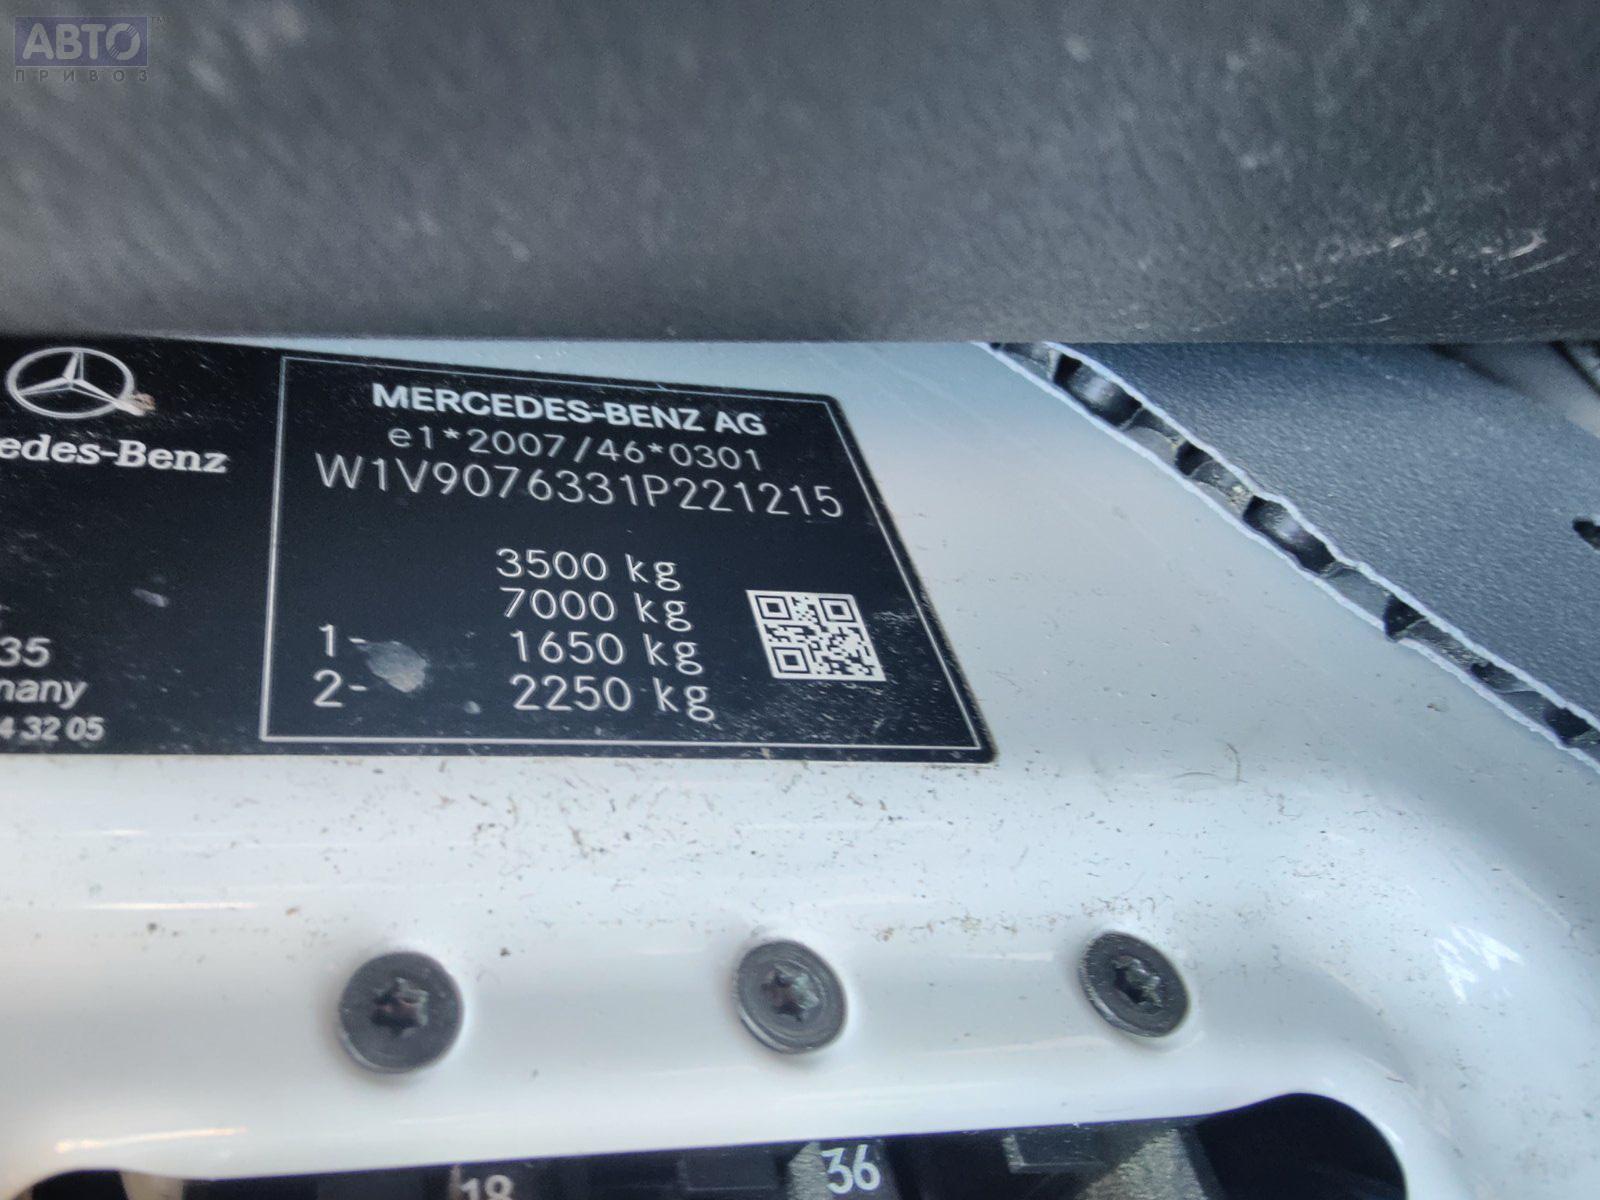 АВТО
ПРИВОЗ
edes-Benz
MERCEDES-BENZ AG
e1*2007/46*0301
W1V9076331P221215
3500 kg
7000 kg
1- 1650 kg
2- 2250 kg
35
many
4 32 05
18
36